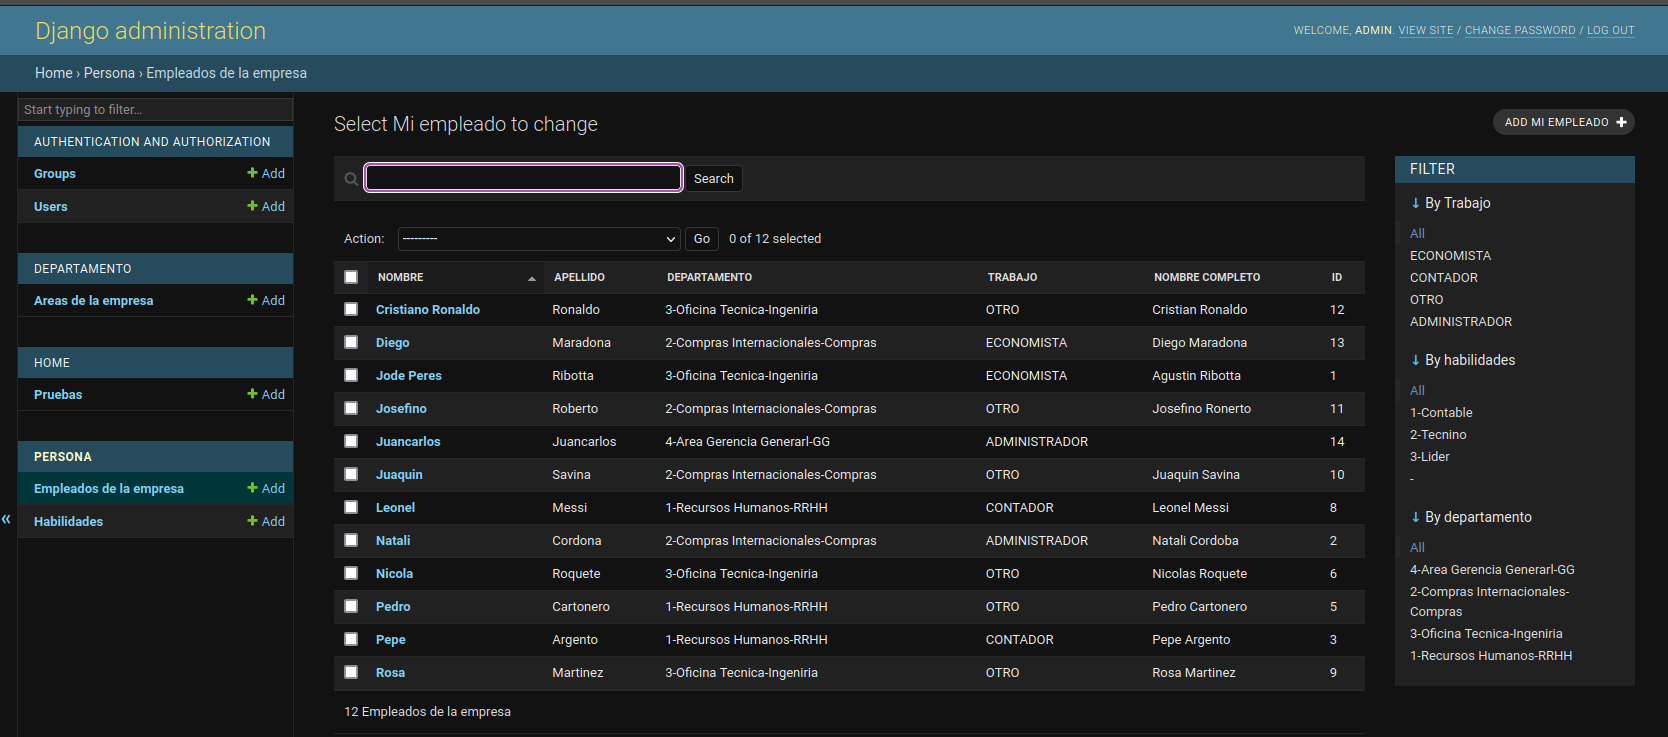 Django administration
WELCOME, ADMIN. VIEW SITE / CHANGE PASSWORD / LOG OUT
Home › Persona › Empleados de la empresa
Start typing to filter...
AUTHENTICATION AND AUTHORIZATION
Groups + Add
Users + Add
DEPARTAMENTO
Areas de la empresa + Add
HOME
Pruebas + Add
PERSONA
Empleados de la empresa + Add
Habilidades + Add
«
Select Mi empleado to change
ADD MI EMPLEADO +
Search
Action: --------- Go 0 of 12 selected
NOMBRE APELLIDO DEPARTAMENTO TRABAJO NOMBRE COMPLETO ID
Cristiano Ronaldo Ronaldo 3-Oficina Tecnica-Ingeniria OTRO Cristian Ronaldo 12
Diego Maradona 2-Compras Internacionales-Compras ECONOMISTA Diego Maradona 13
Jode Peres Ribotta 3-Oficina Tecnica-Ingeniria ECONOMISTA Agustin Ribotta 1
Josefino Roberto 2-Compras Internacionales-Compras OTRO Josefino Ronerto 11
Juancarlos Juancarlos 4-Area Gerencia Generarl-GG ADMINISTRADOR 14
Juaquin Savina 2-Compras Internacionales-Compras OTRO Juaquin Savina 10
Leonel Messi 1-Recursos Humanos-RRHH CONTADOR Leonel Messi 8
Natali Cordona 2-Compras Internacionales-Compras ADMINISTRADOR Natali Cordoba 2
Nicola Roquete 3-Oficina Tecnica-Ingeniria OTRO Nicolas Roquete 6
Pedro Cartonero 1-Recursos Humanos-RRHH OTRO Pedro Cartonero 5
Pepe Argento 1-Recursos Humanos-RRHH CONTADOR Pepe Argento 3
Rosa Martinez 3-Oficina Tecnica-Ingeniria OTRO Rosa Martinez 9
12 Empleados de la empresa
FILTER
↓ By Trabajo
All
ECONOMISTA
CONTADOR
OTRO
ADMINISTRADOR
↓ By habilidades
All
1-Contable
2-Tecnino
3-Lider
-
↓ By departamento
All
4-Area Gerencia Generarl-GG
2-Compras Internacionales-
Compras
3-Oficina Tecnica-Ingeniria
1-Recursos Humanos-RRHH